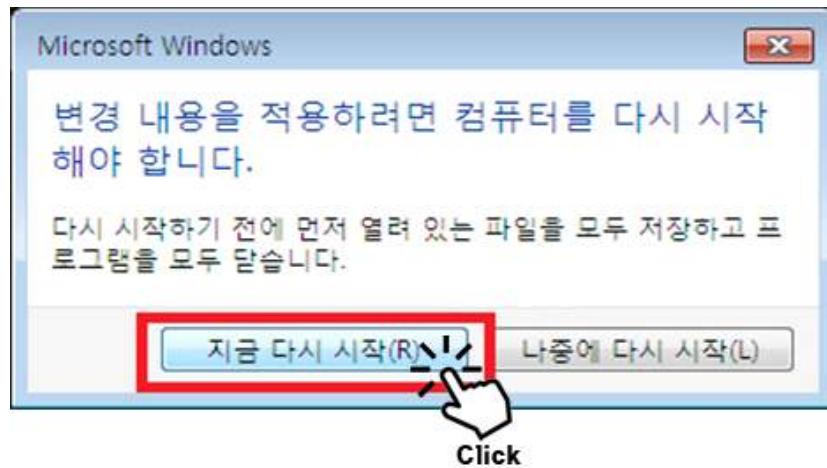 Microsoft Windows
변경 내용을 적용하려면 컴퓨터를 다시 시작
해야 합니다.
다시 시작하기 전에 먼저 열려 있는 파일을 모두 저장하고 프
로그램을 모두 닫습니다.
지금 다시 시작(R)
나중에 다시 시작(L)
Click